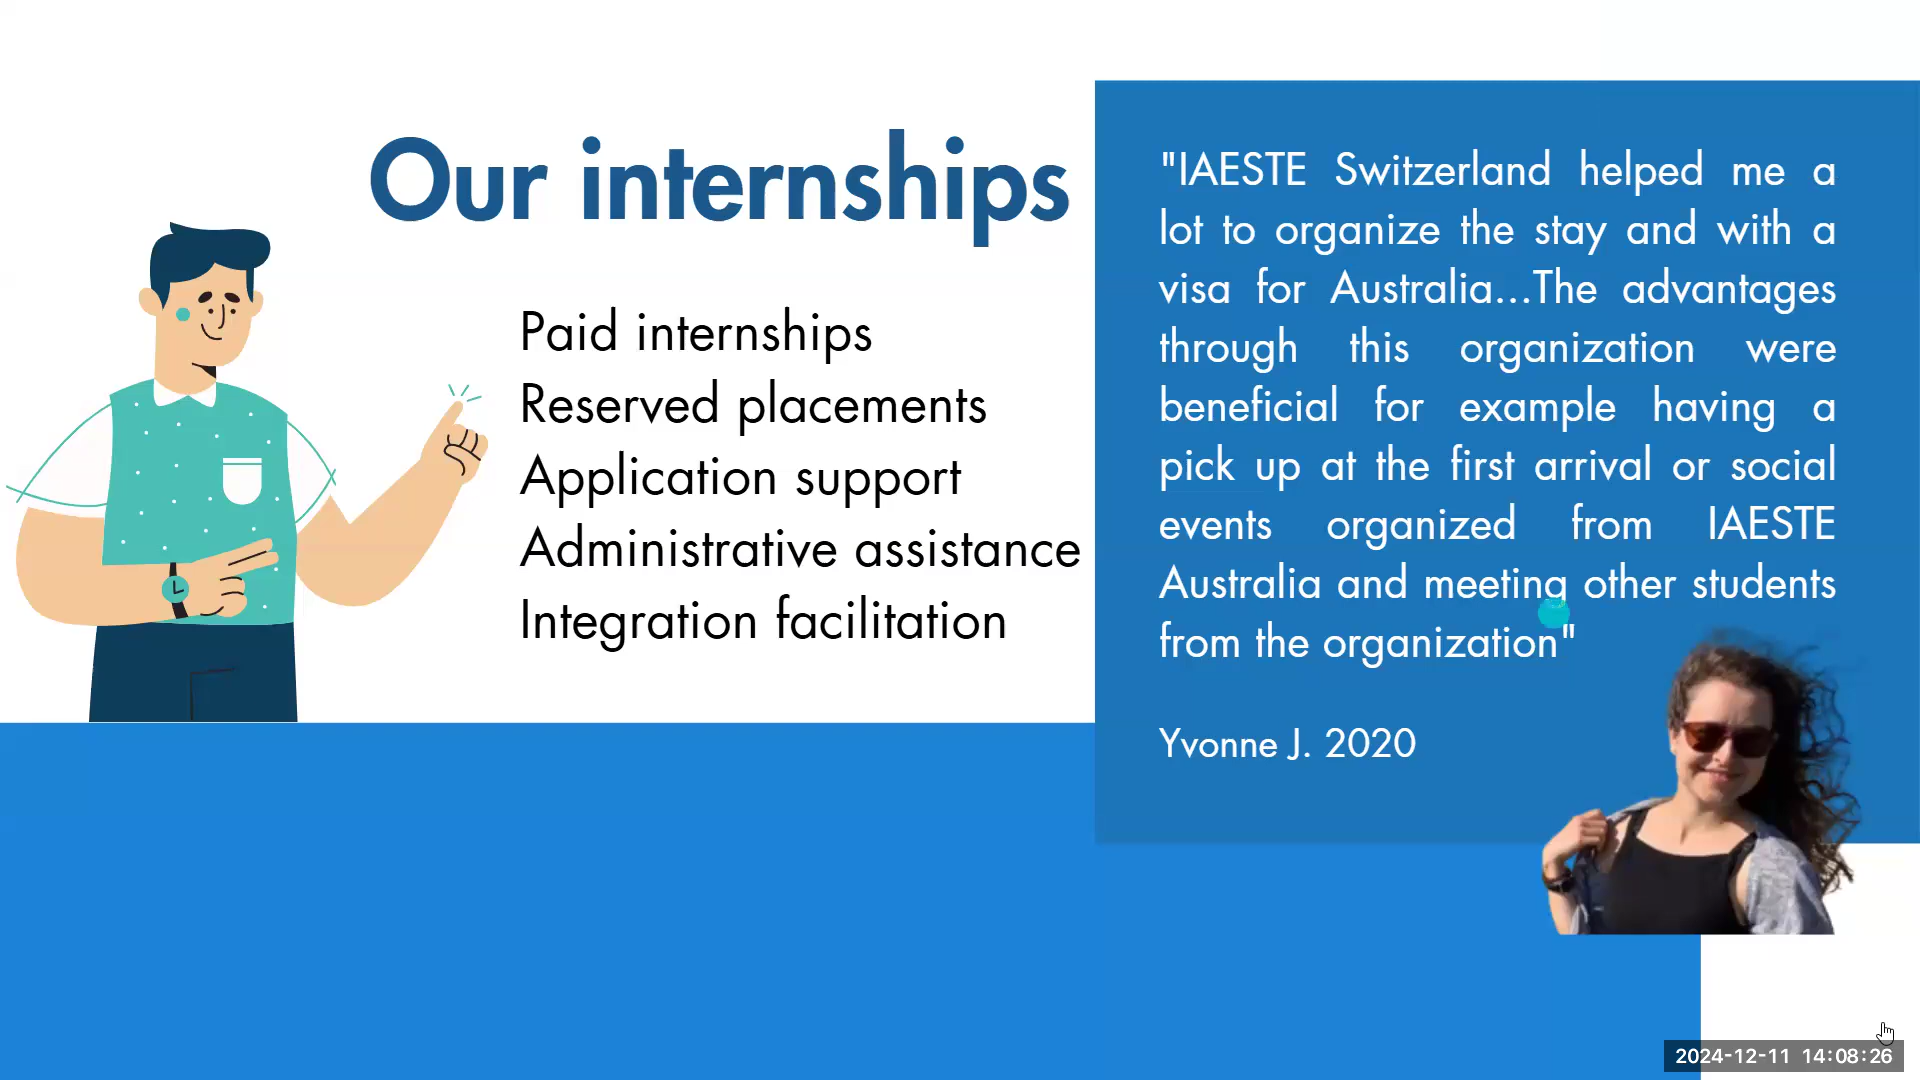 Our internships
Paid internships
Reserved placements
Application support
Administrative assistance
Integration facilitation
"IAESTE Switzerland helped me a
lot to organize the stay and with a
visa for Australia...The advantages
through this organization were
beneficial for example having a
pick up at the first arrival or social
events organized from IAESTE
Australia and meeting other students
from the organization"
Yvonne J. 2020
2024-12-11 14:08:26